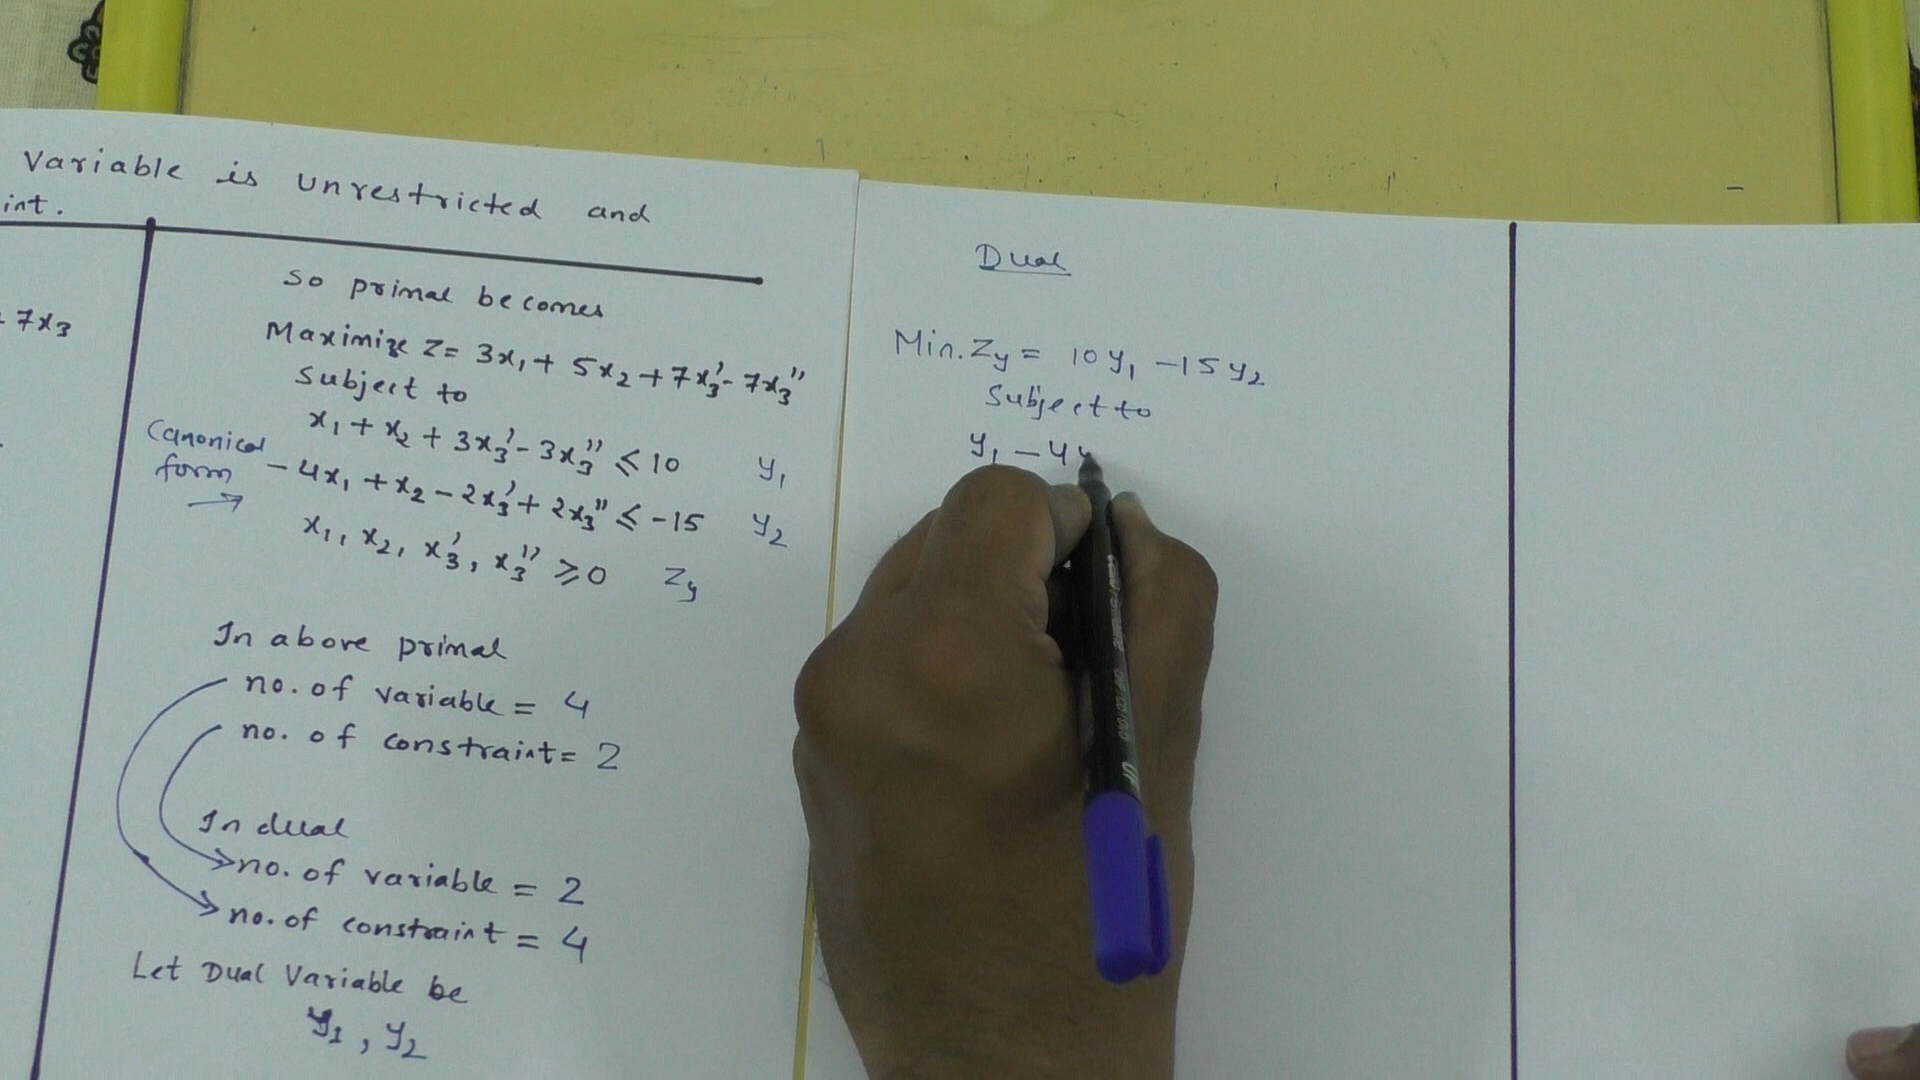 Variable is unrestricted and
int.
7x3
So primal becomes
Maximize Z= 3x₁ + 5x₂ + 7x₃' - 7x₃''
Subject to
x₁ + x₂ + 3x₃' - 3x₃'' ≤ 10 y₁
Canonical form → - 4x₁ + x₂ - 2x₃' + 2x₃'' ≤ -15 y₂
x₁, x₂, x₃', x₃'' ≥ 0 Zy
In above primal
no. of variable = 4
no. of constraint = 2
In dual
no. of variable = 2
no. of constraint = 4
Let Dual Variable be
y₁, y₂
Dual
Min. Zy = 10y₁ - 15y₂
Subject to
y₁ - 4y